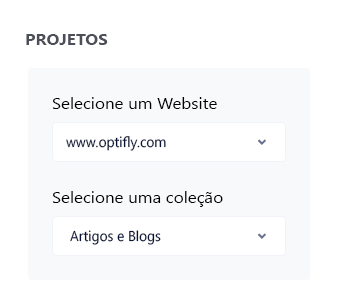 PROJETOS
Selecione um Website
www.optifly.com
Selecione uma coleção
Artigos e Blogs